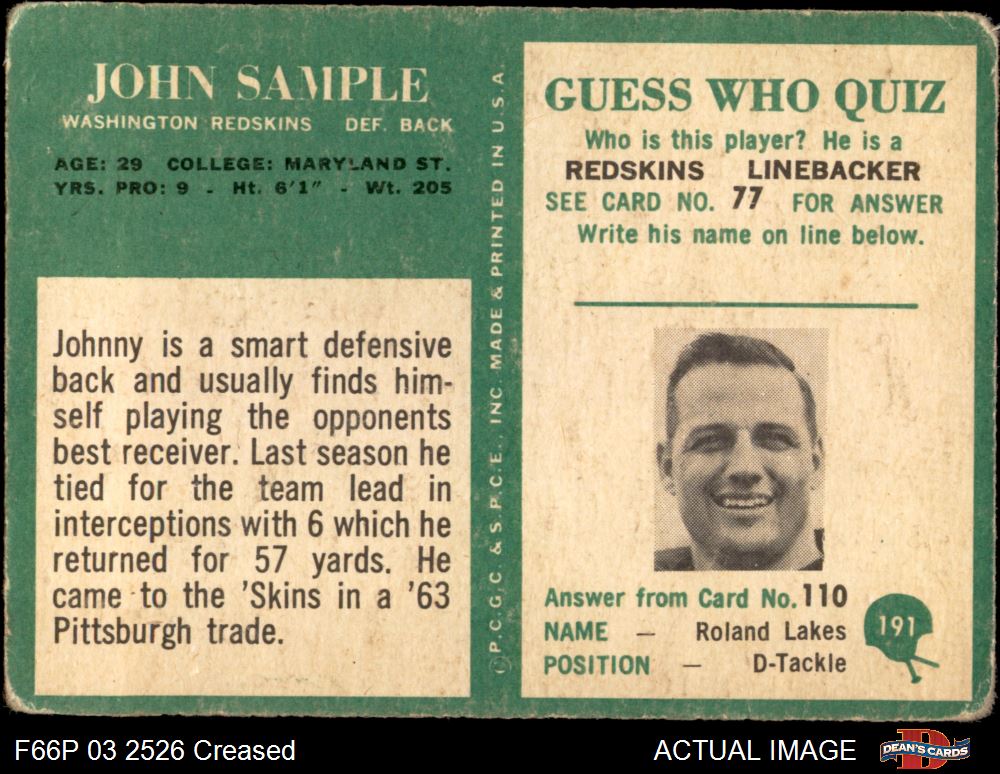 JOHN SAMPLE
WASHINGTON REDSKINS DEF. BACK
AGE: 29 COLLEGE: MARYLAND ST.
YRS. PRO: 9 - Ht. 6'1" - Wt. 205
Johnny is a smart defensive
back and usually finds him-
self playing the opponents
best receiver. Last season he
tied for the team lead in
interceptions with 6 which he
returned for 57 yards. He
came to the 'Skins in a '63
Pittsburgh trade.
©P.C.G.C. & S.P.C.E., INC. MADE & PRINTED IN U.S.A.
GUESS WHO QUIZ
Who is this player? He is a
REDSKINS LINEBACKER
SEE CARD NO. 77 FOR ANSWER
Write his name on line below.
Answer from Card No. 110
NAME — Roland Lakes
POSITION — D-Tackle
191
F66P 03 2526 Creased
ACTUAL IMAGE
DEAN'S CARDS